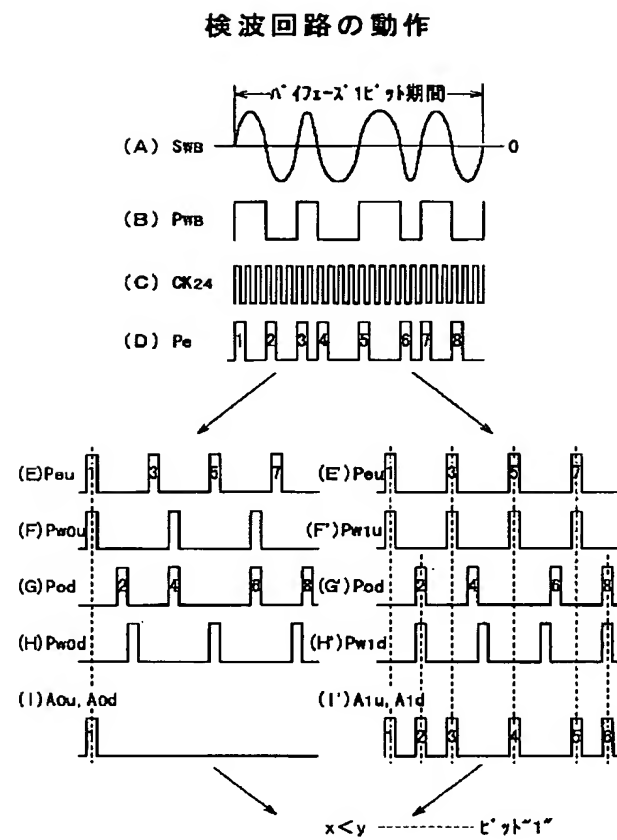 検波回路の動作
バイフェーズ1ビット期間
(A) SWB
0
(B) PWB
(C) CK24
(D) Pe
1 2 3 4 5 6 7 8
(E)Peu
1 3 5 7
(E')Peu
1 3 5 7
(F)Pw0u
(F')Pw1u
(G)Pod
2 4 6 8
(G')Pod
2 4 6 8
(H)Pw0d
(H')Pw1d
(I)A0u, A0d
1
(I')A1u, A1d
1 2 3 4 5 6
x<y ビット"1"